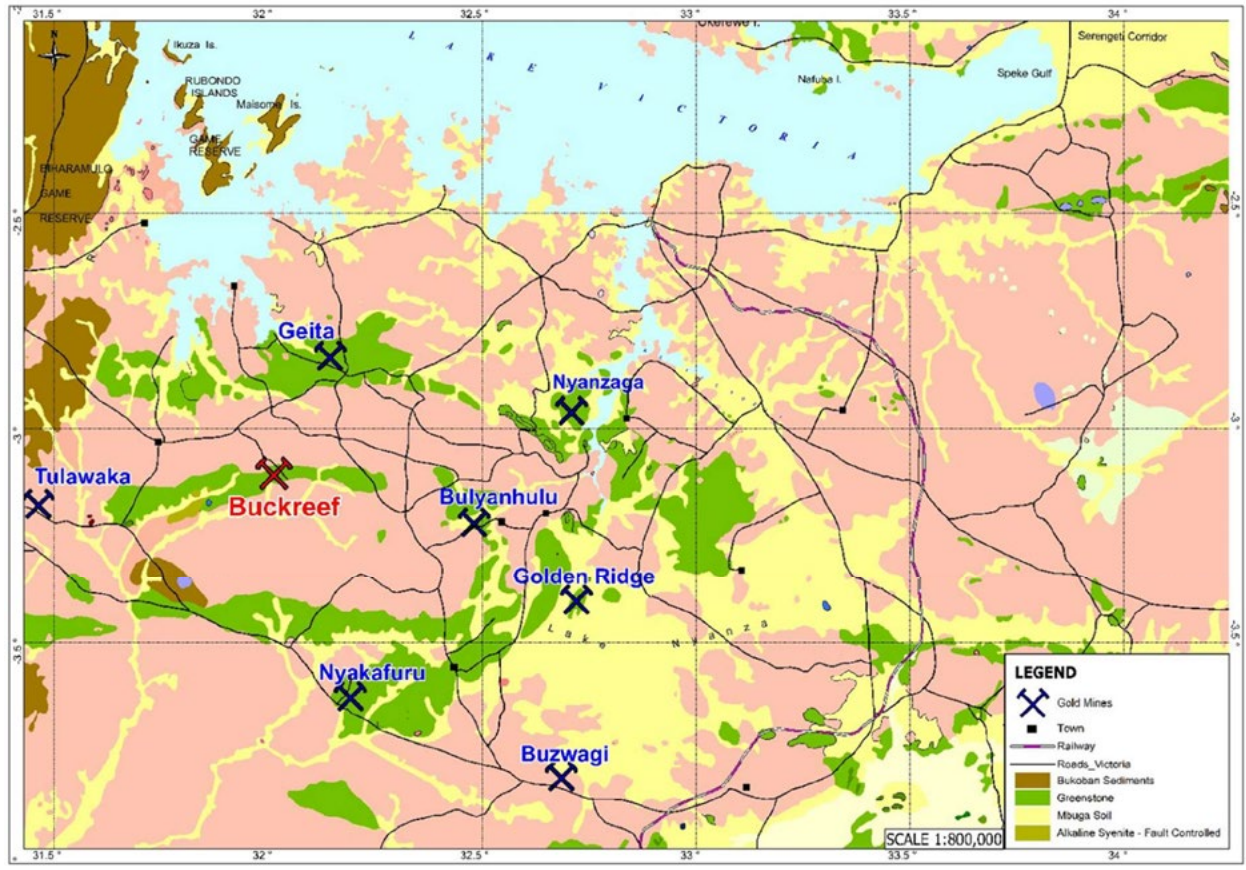 31.5° 32° 32.5° 33° 33.5° 34°
N
Ikuza Is.
RUBONDO
ISLANDS
Maisome Is.
GAME
RESERVE
BIHARAMULO
GAME
RESERVE
LAKE VICTORIA
Okerewe I.
Nafuba I.
Serengeti Corridor
Speke Gulf
-2.5° -2.5°
Geita
Nyanzaga
-3° -3°
Tulawaka
Buckreef
Bulyanhulu
Golden Ridge
Lake Nyanza
-3.5° -3.5°
Nyakafuru
Buzwagi
LEGEND
Gold Mines
Town
Railway
Roads_Victoria
Bukoban Sediments
Greenstone
Mbuga Soil
Alkaline Syenite - Fault Controlled
SCALE 1:800,000
31.5° 32° 32.5° 33° 33.5° 34°